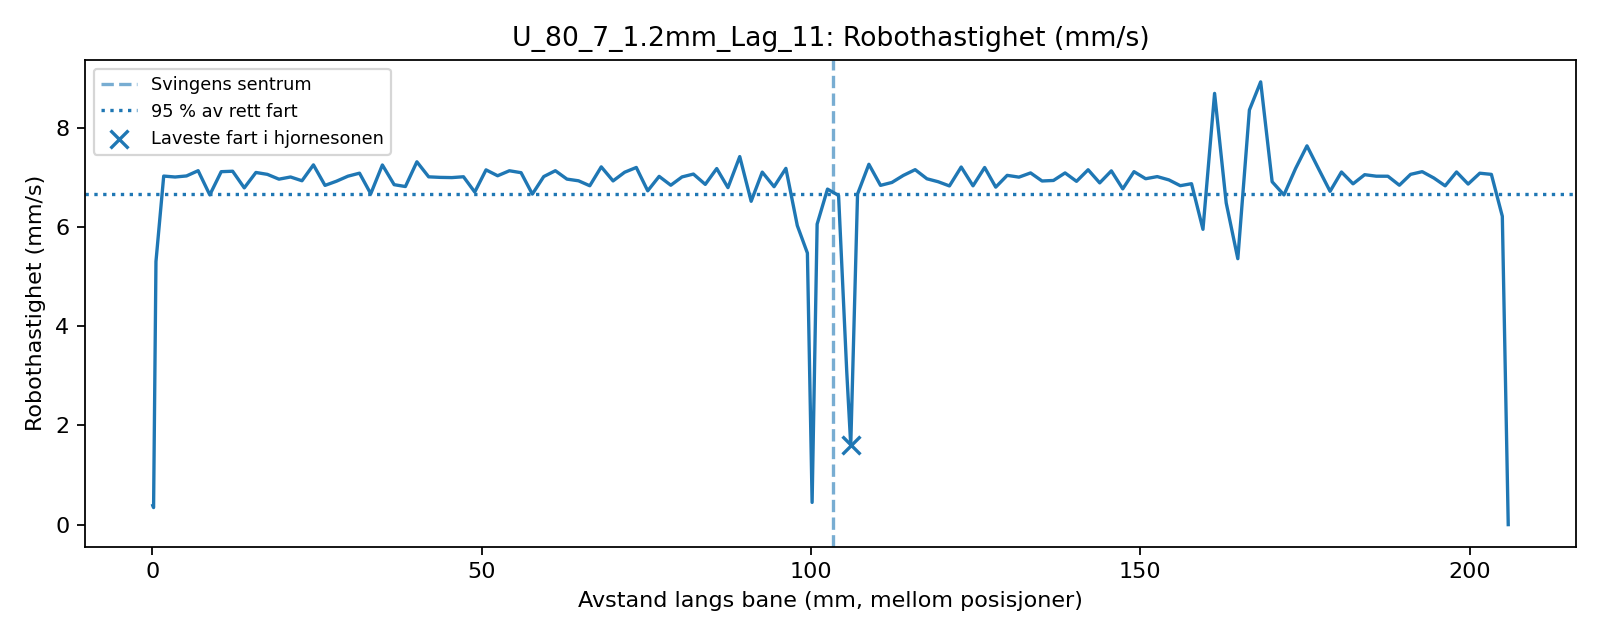 U_80_7_1.2mm_Lag_11: Robothastighet (mm/s)
Svingens sentrum
95 % av rett fart
Laveste fart i hjornesonen
Robothastighet (mm/s)
8
6
4
2
0
0 50 100 150 200
Avstand langs bane (mm, mellom posisjoner)